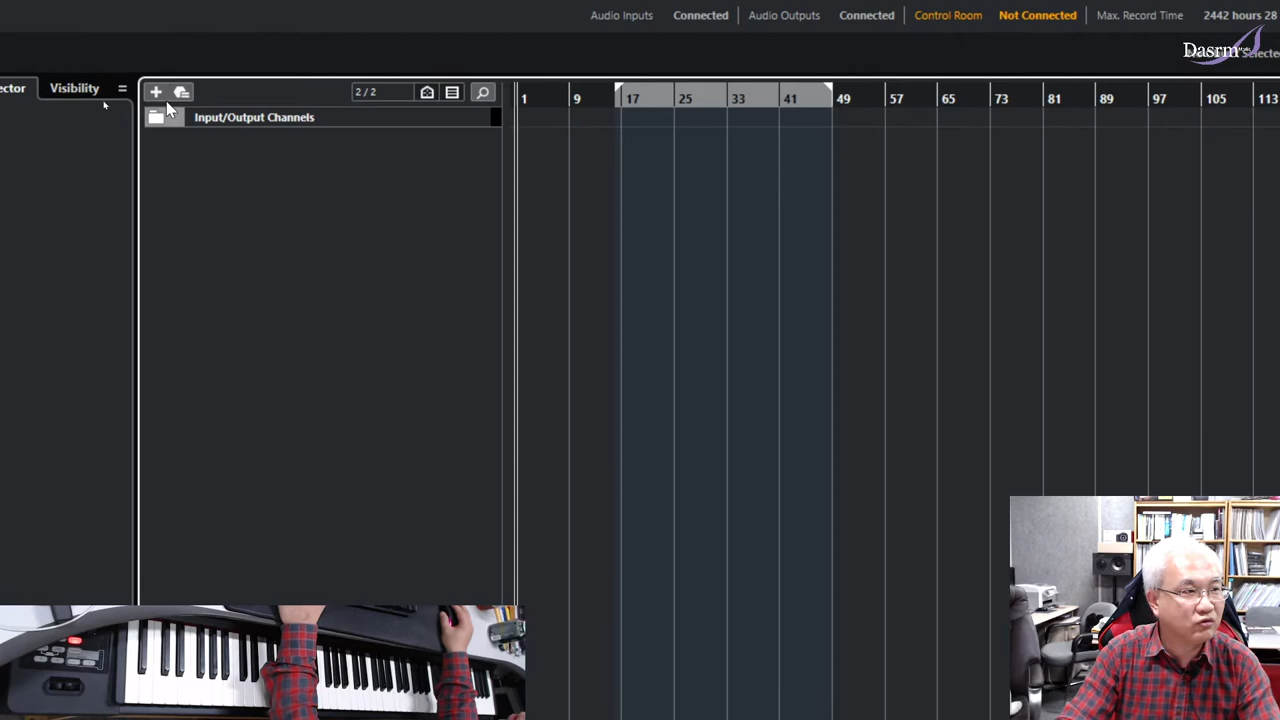 Audio Inputs Connected Audio Outputs Connected Control Room Not Connected Max. Record Time 2442 hours 28
Dasrm Music
ector Visibility
2 / 2
1 9 17 25 33 41 49 57 65 73 81 89 97 105 113
Input/Output Channels